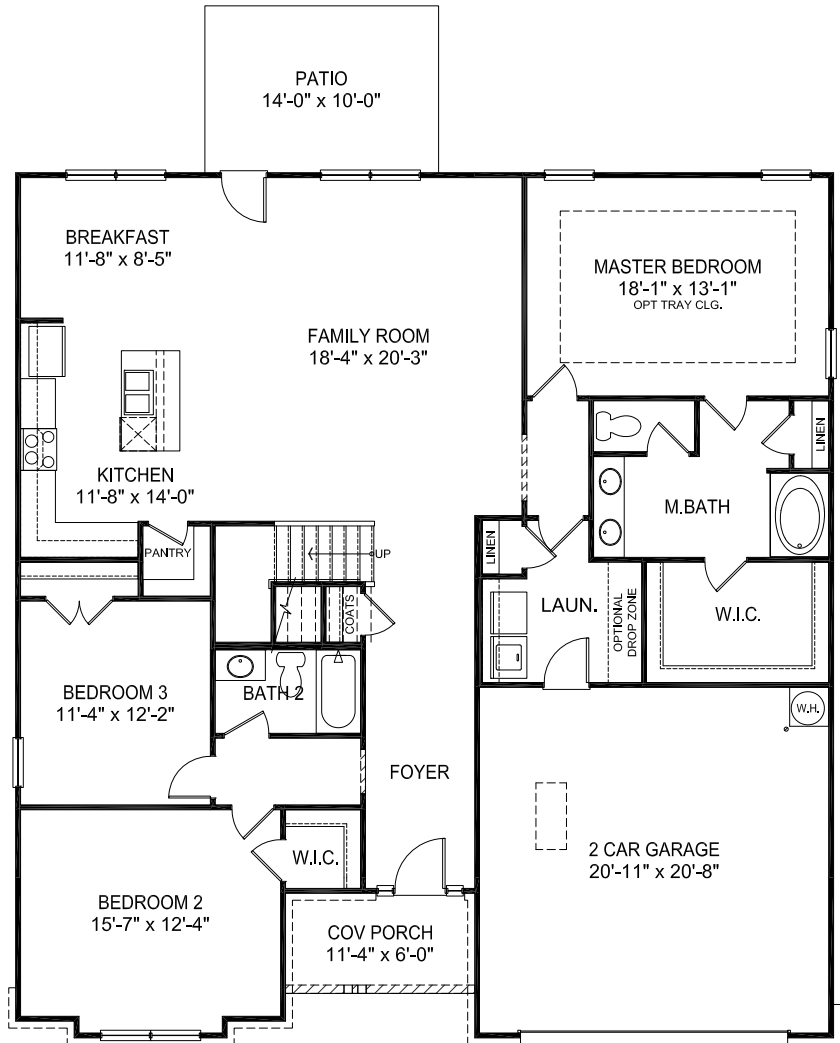 PATIO
14'-0" x 10'-0"
BREAKFAST
11'-8" x 8'-5"
MASTER BEDROOM
18'-1" x 13'-1"
OPT TRAY CLG.
FAMILY ROOM
18'-4" x 20'-3"
LINEN
KITCHEN
11'-8" x 14'-0"
M.BATH
PANTRY
UP
LINEN
COATS
LAUN.
OPTIONAL
DROP ZONE
W.I.C.
BEDROOM 3
11'-4" x 12'-2"
BATH 2
W.H.
FOYER
W.I.C.
2 CAR GARAGE
20'-11" x 20'-8"
BEDROOM 2
15'-7" x 12'-4"
COV PORCH
11'-4" x 6'-0"